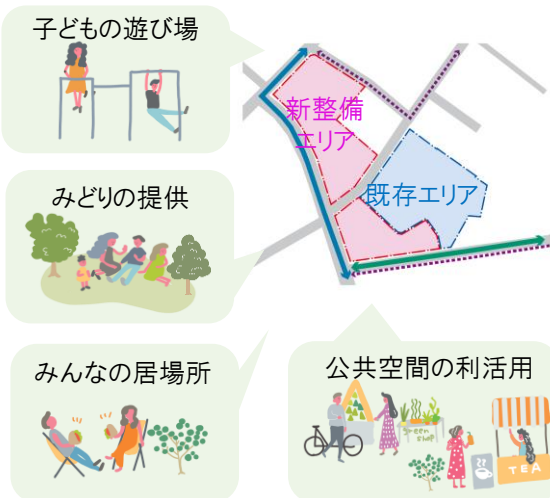 子どもの遊び場
新整備
エリア
既存エリア
みどりの提供
みんなの居場所
公共空間の利活用
green
shop
TEA